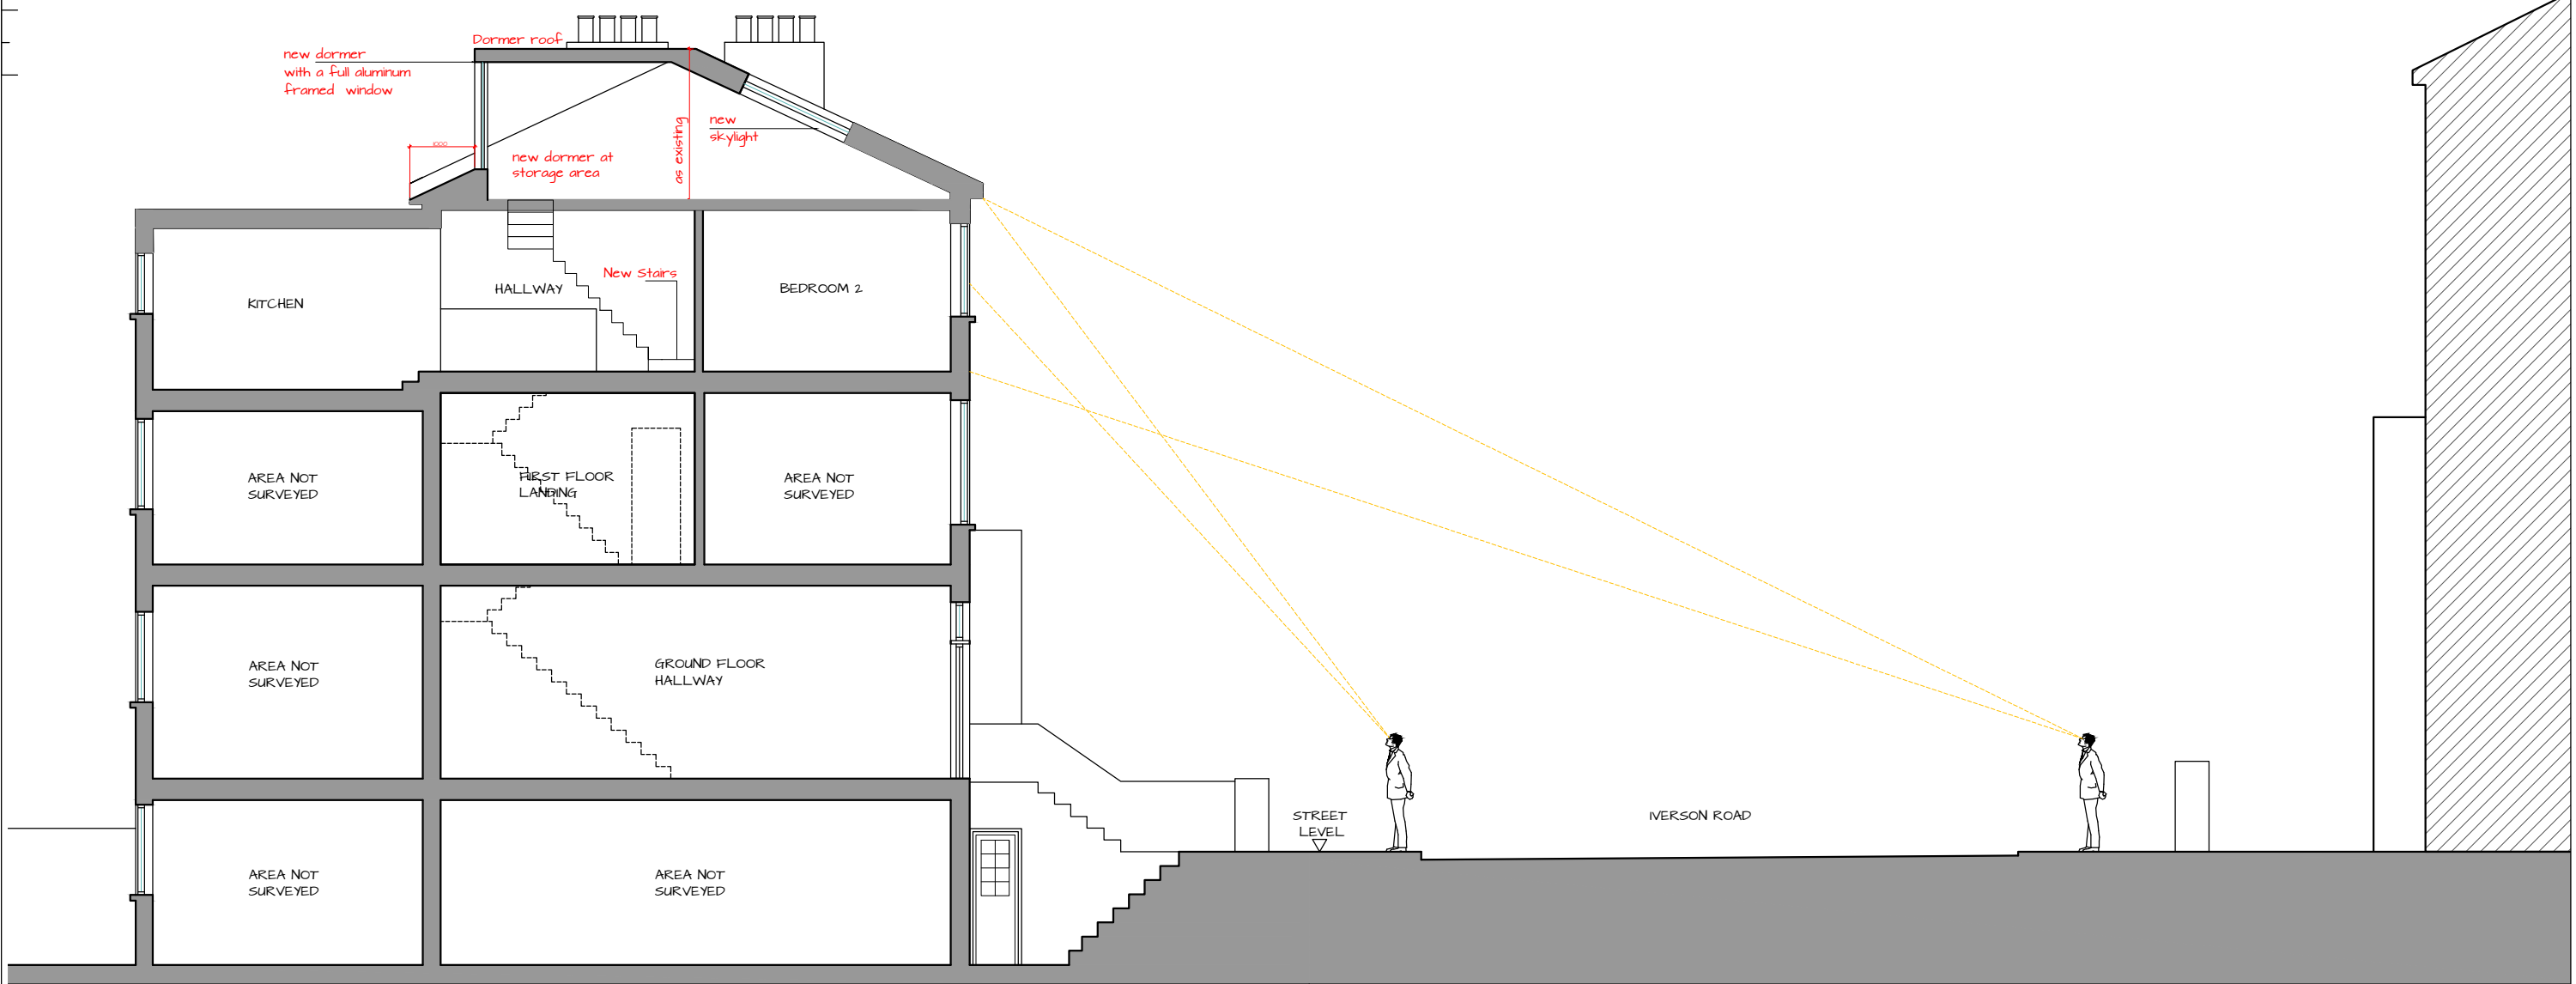 Dormer roof
new dormer
with a full aluminum
framed window
1000
new dormer at
storage area
as existing
new
skylight
New Stairs
KITCHEN
HALLWAY
BEDROOM 2
AREA NOT
SURVEYED
FIRST FLOOR
LANDING
AREA NOT
SURVEYED
AREA NOT
SURVEYED
GROUND FLOOR
HALLWAY
STREET
LEVEL
IVERSON ROAD
AREA NOT
SURVEYED
AREA NOT
SURVEYED